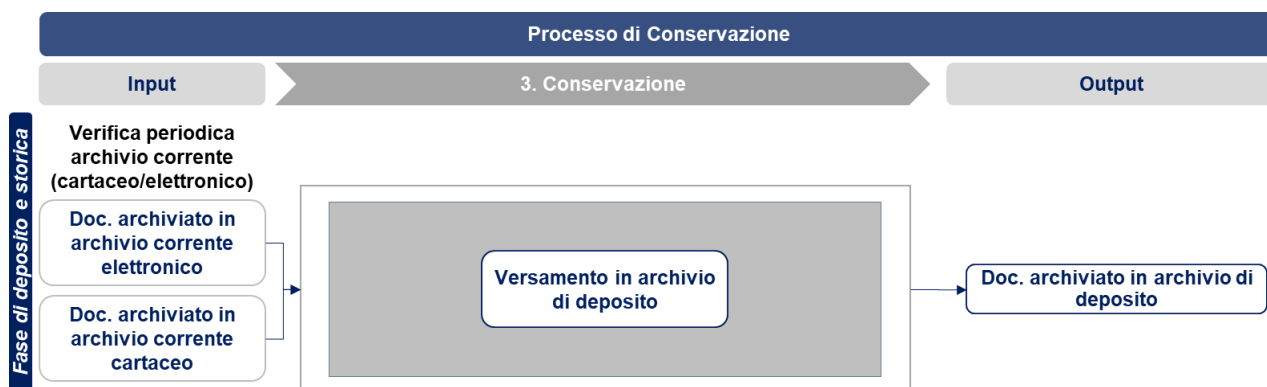 Processo di Conservazione
Input
3. Conservazione
Output
Fase di deposito e storica
Verifica periodica
archivio corrente
(cartaceo/elettronico)
Doc. archiviato in
archivio corrente
elettronico
Doc. archiviato in
archivio corrente
cartaceo
Versamento in archivio
di deposito
Doc. archiviato in archivio di
deposito